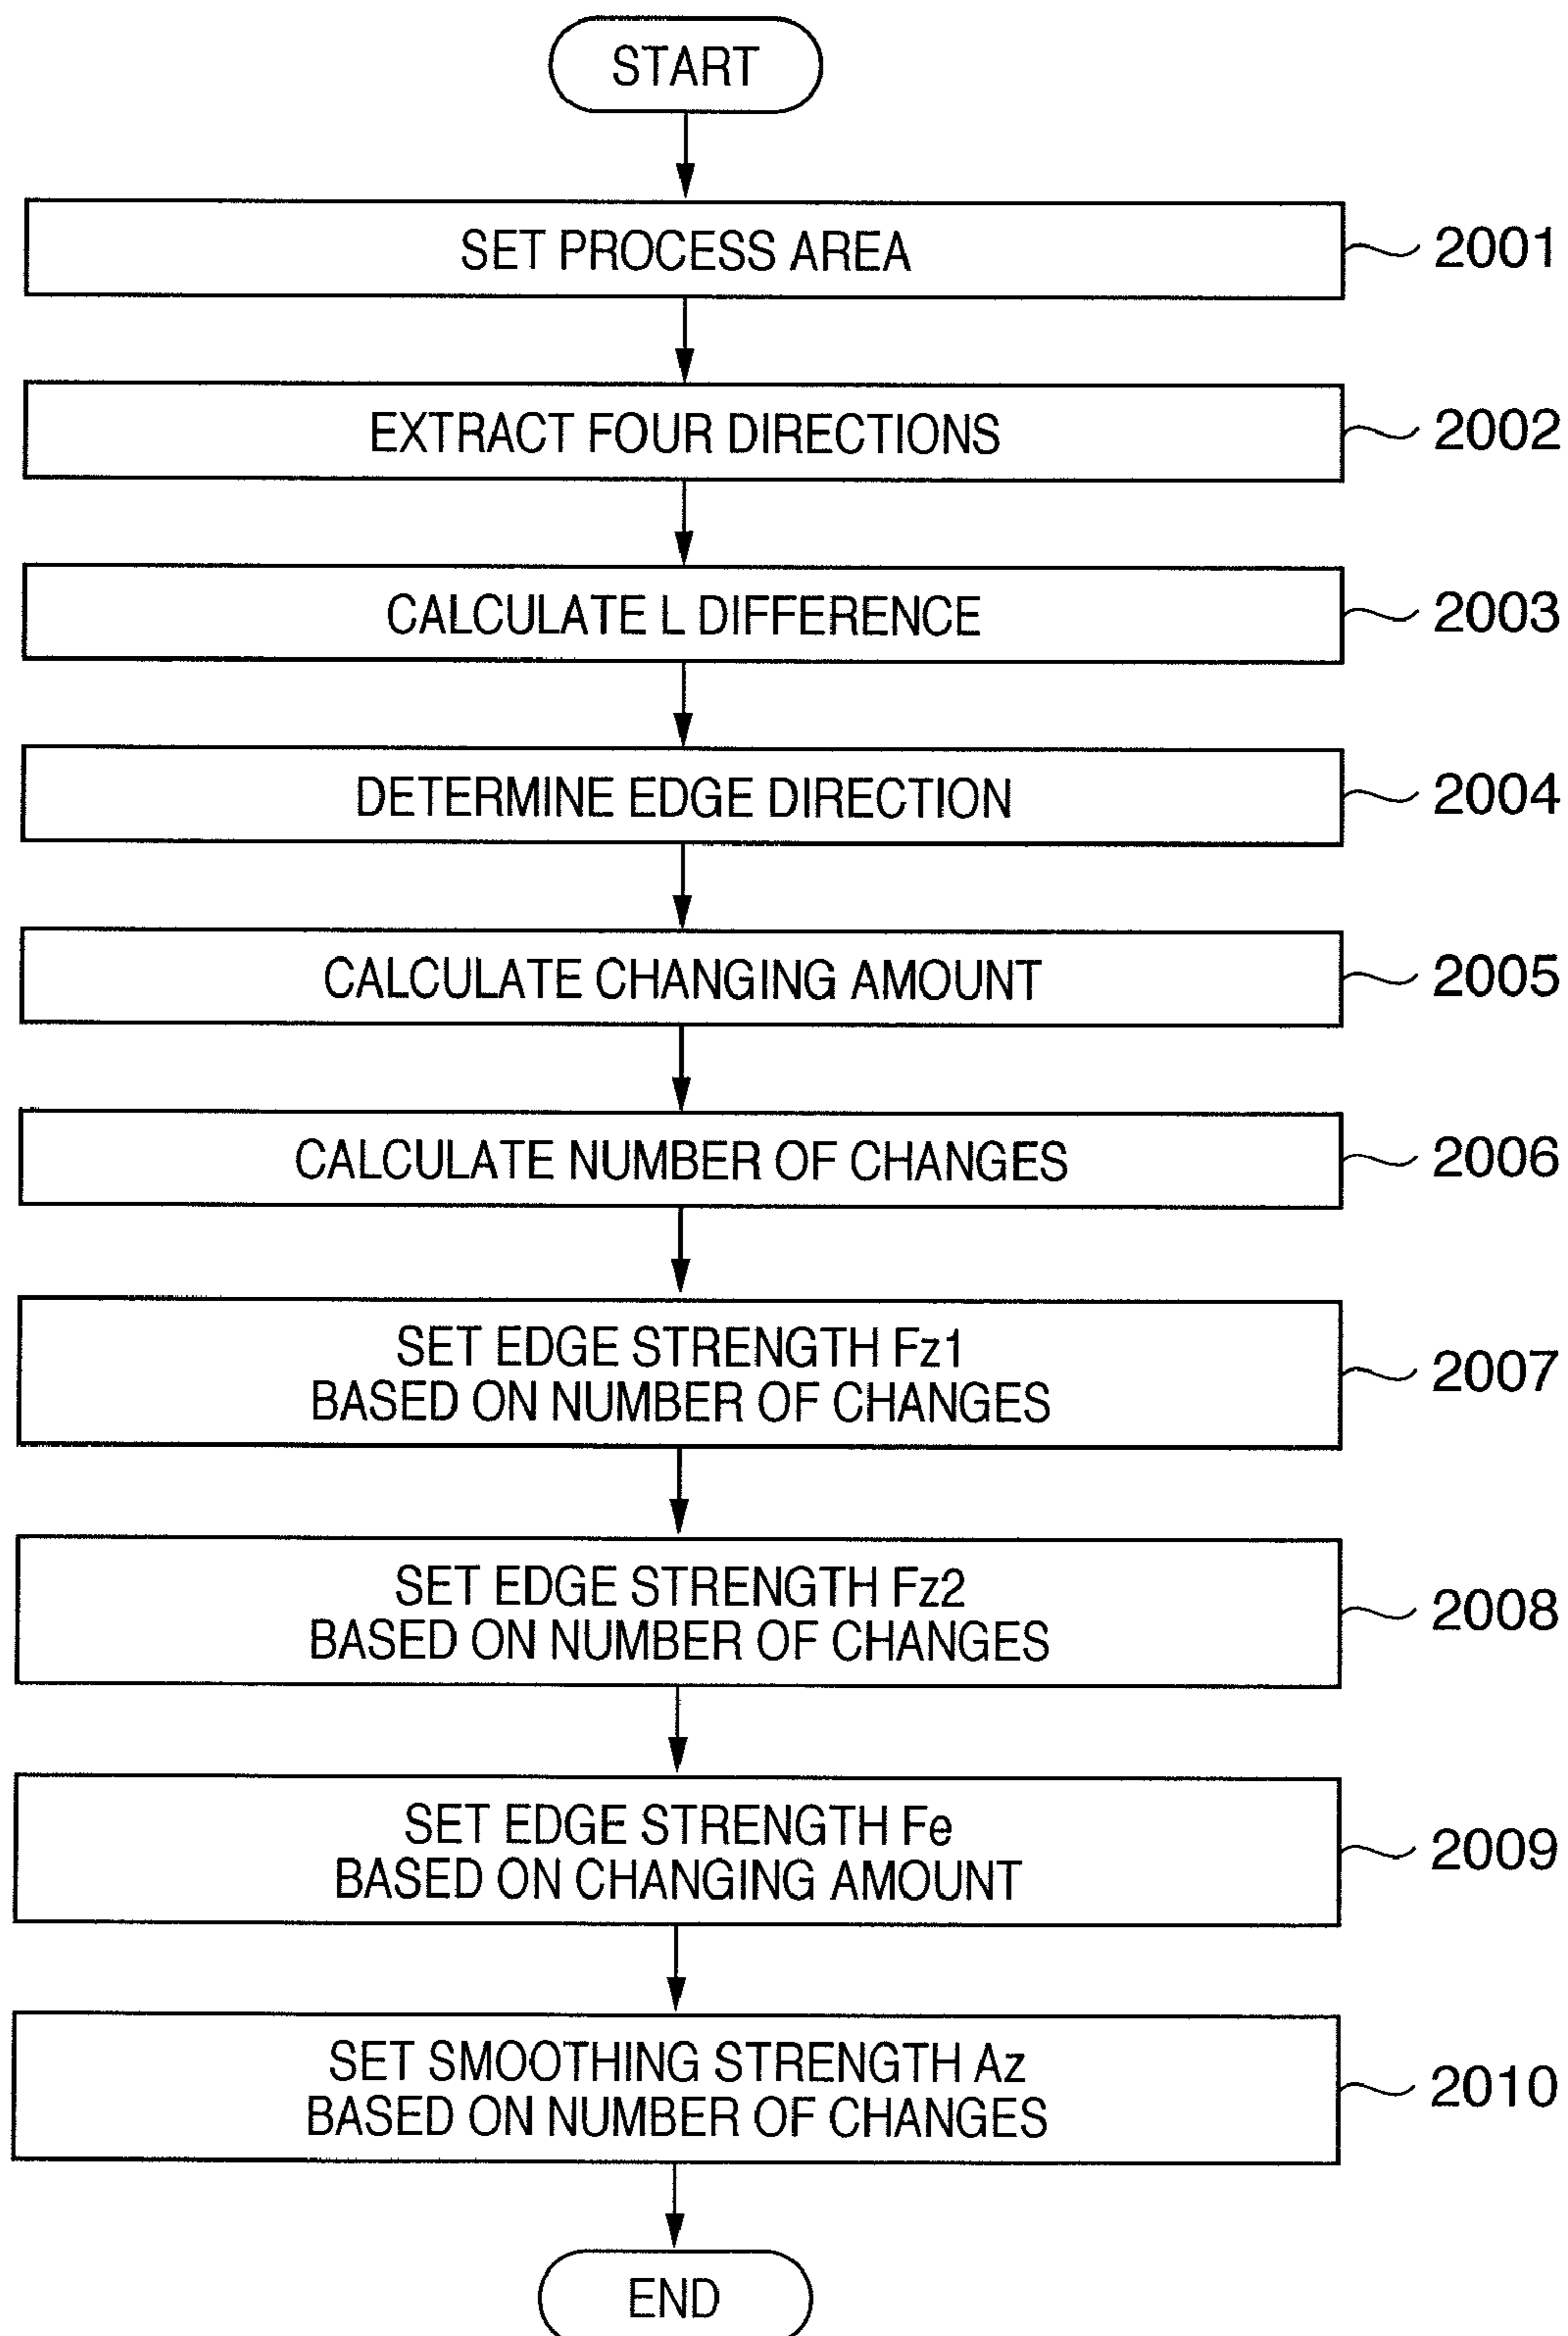 START
SET PROCESS AREA
2001
EXTRACT FOUR DIRECTIONS
2002
CALCULATE L DIFFERENCE
2003
DETERMINE EDGE DIRECTION
2004
CALCULATE CHANGING AMOUNT
2005
CALCULATE NUMBER OF CHANGES
2006
SET EDGE STRENGTH Fz1
BASED ON NUMBER OF CHANGES
2007
SET EDGE STRENGTH Fz2
BASED ON NUMBER OF CHANGES
2008
SET EDGE STRENGTH Fe
BASED ON CHANGING AMOUNT
2009
SET SMOOTHING STRENGTH Az
BASED ON NUMBER OF CHANGES
2010
END